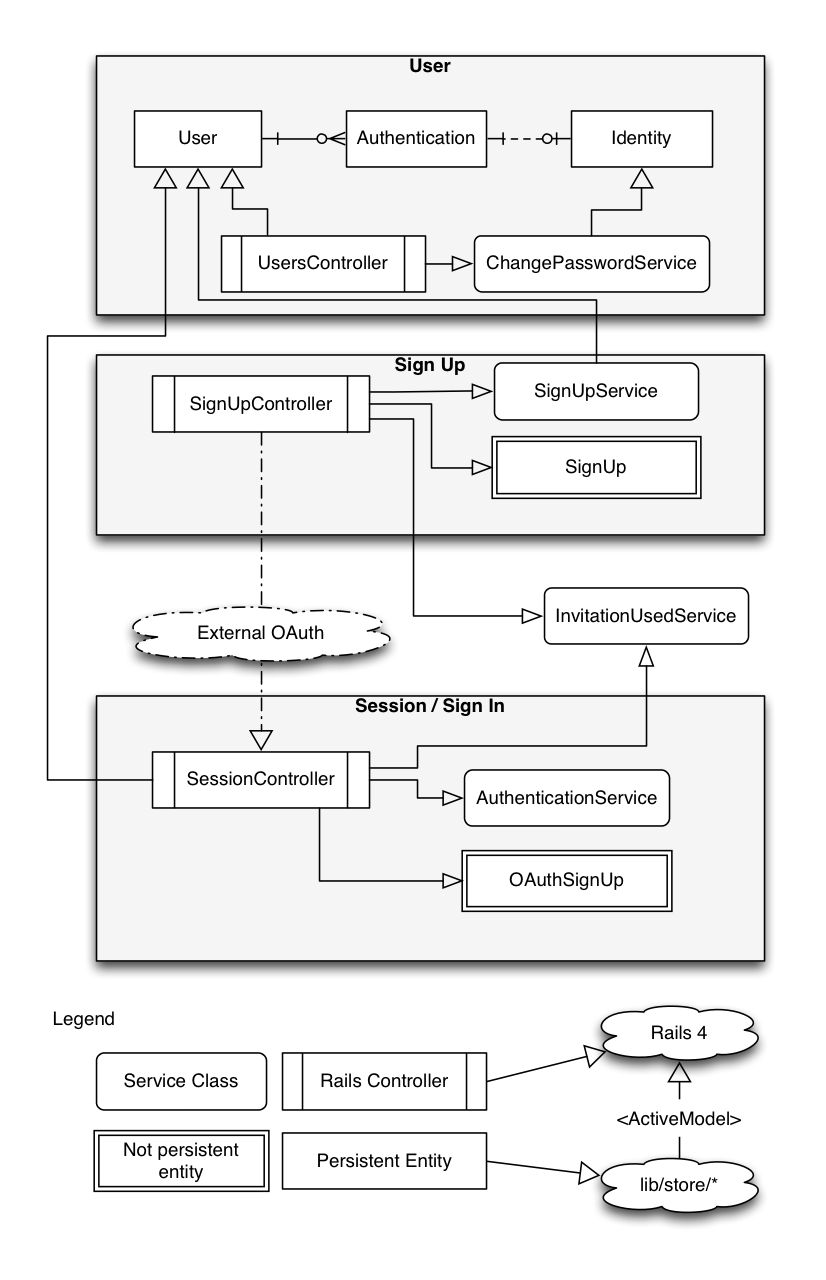 User
User
Authentication
Identity
UsersController
ChangePasswordService
Sign Up
SignUpController
SignUpService
SignUp
InvitationUsedService
External OAuth
Session / Sign In
SessionController
AuthenticationService
OAuthSignUp
Legend
Service Class
Rails Controller
Rails 4
<ActiveModel>
Not persistent
entity
Persistent Entity
lib/store/*